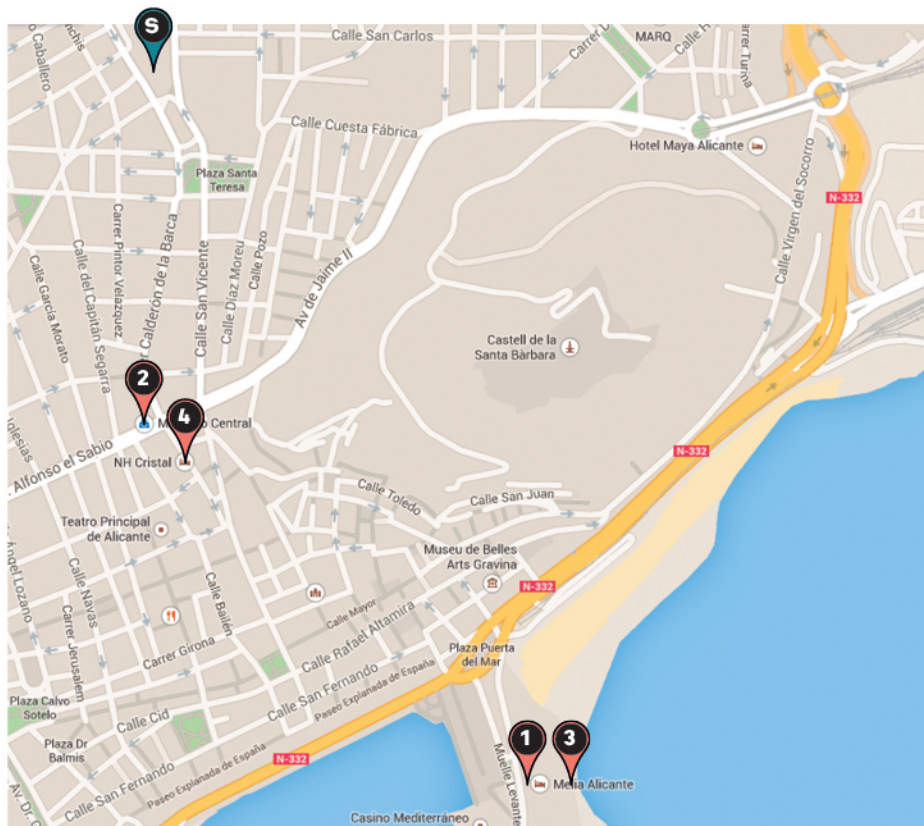 S
Calle San Carlos
MARQ
Calle Cuesta Fábrica
Hotel Maya Alicante
Plaza Santa
Teresa
N-332
Calle Virgen del Socorro
Carrer Pintor Velazquez
Calderón de la Barca
Calle San Vicente
Calle Díaz Moreu
Calle Pozo
Av de Jaime II
Calle García Morato
Calle del Capitán Segarra
Castell de la
Santa Bàrbara
2
4
Central
Alfonso el Sabio
NH Cristal
N-332
Calle Toledo
Calle San Juan
Teatro Principal
de Alicante
Museu de Belles
Arts Gravina
N-332
Ángel Lozano
Calle Navas
Calle Bailén
Calle Mayor
Calle Rafael Altamira
Carrer Jerusalem
Carrer Girona
Plaza Puerta
del Mar
Calle San Fernando
Paseo Explanada de España
Plaza Calvo
Sotelo
Calle Cid
Plaza Dr
Balmis
N-332
Calle San Fernando
Paseo Explanada de España
1
3
Muelle Levante
Melia Alicante
Av. Dr.
Casino Mediterráneo